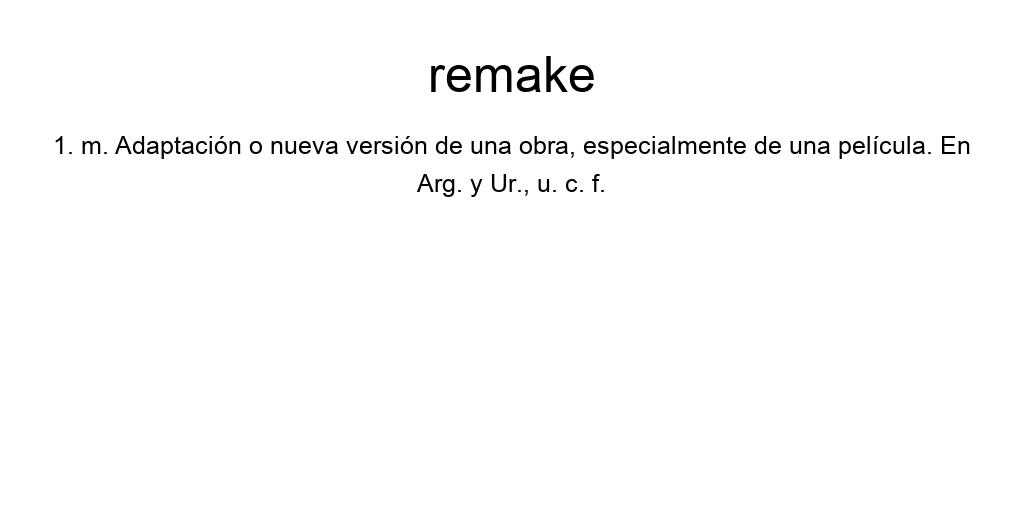 remake
1. m. Adaptación o nueva versión de una obra, especialmente de una película. En
Arg. y Ur., u. c. f.